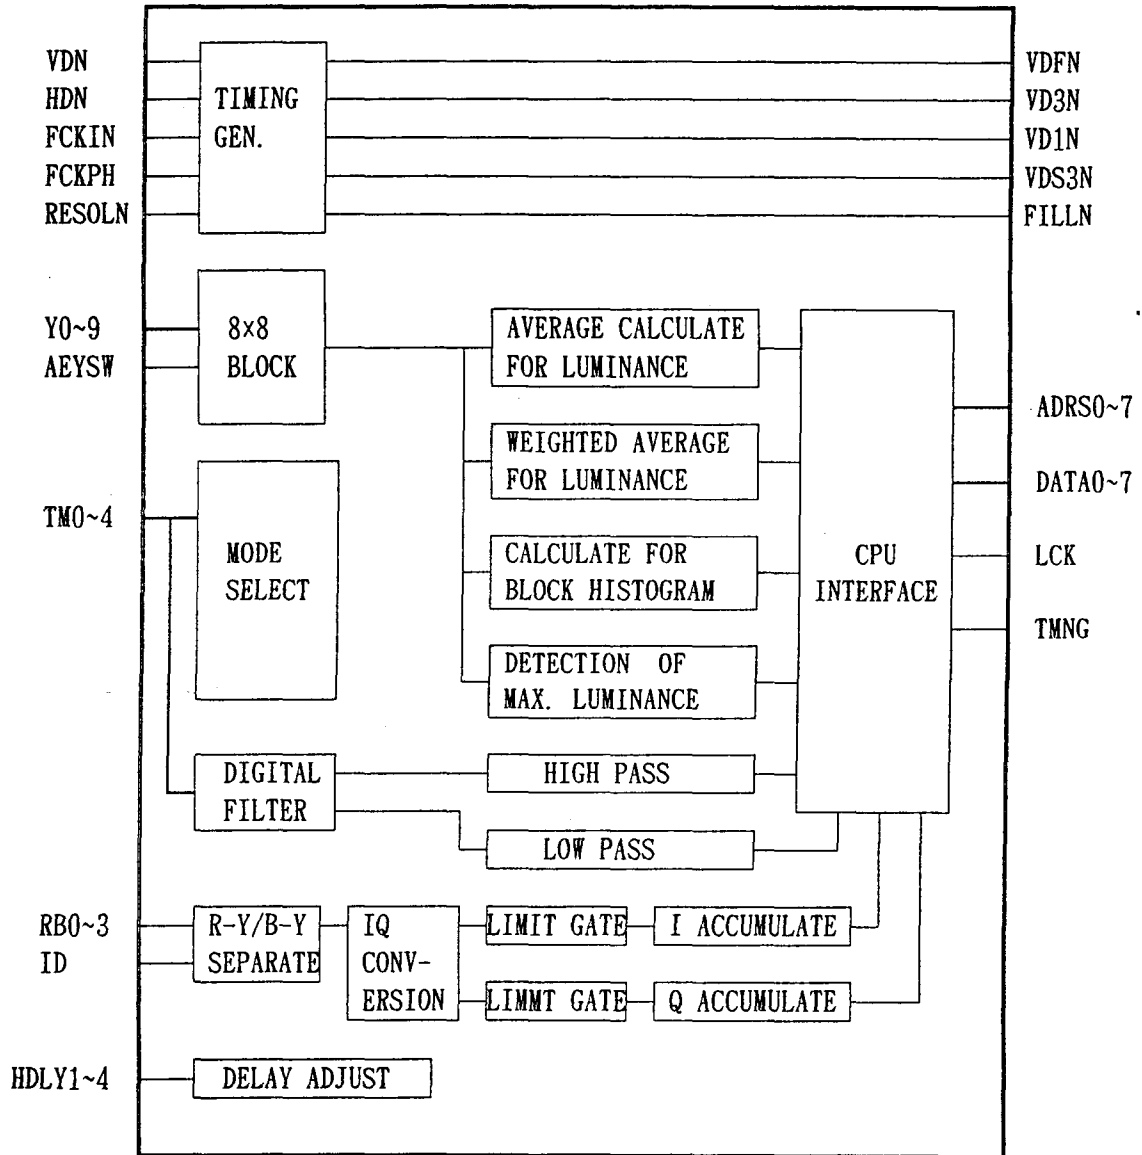 VDN
HDN
FCKIN
FCKPH
RESOLN
TIMING
GEN.
VDFN
VD3N
VD1N
VDS3N
FILLN
Y0~9
AEYSW
8×8
BLOCK
AVERAGE CALCULATE
FOR LUMINANCE
WEIGHTED AVERAGE
FOR LUMINANCE
CALCULATE FOR
BLOCK HISTOGRAM
DETECTION OF
MAX. LUMINANCE
CPU
INTERFACE
ADRS0~7
DATA0~7
LCK
TMNG
TM0~4
MODE
SELECT
DIGITAL
FILTER
HIGH PASS
LOW PASS
RB0~3
ID
R-Y/B-Y
SEPARATE
IQ
CONV-
ERSION
LIMIT GATE
I ACCUMULATE
LIMMT GATE
Q ACCUMULATE
HDLY1~4
DELAY ADJUST